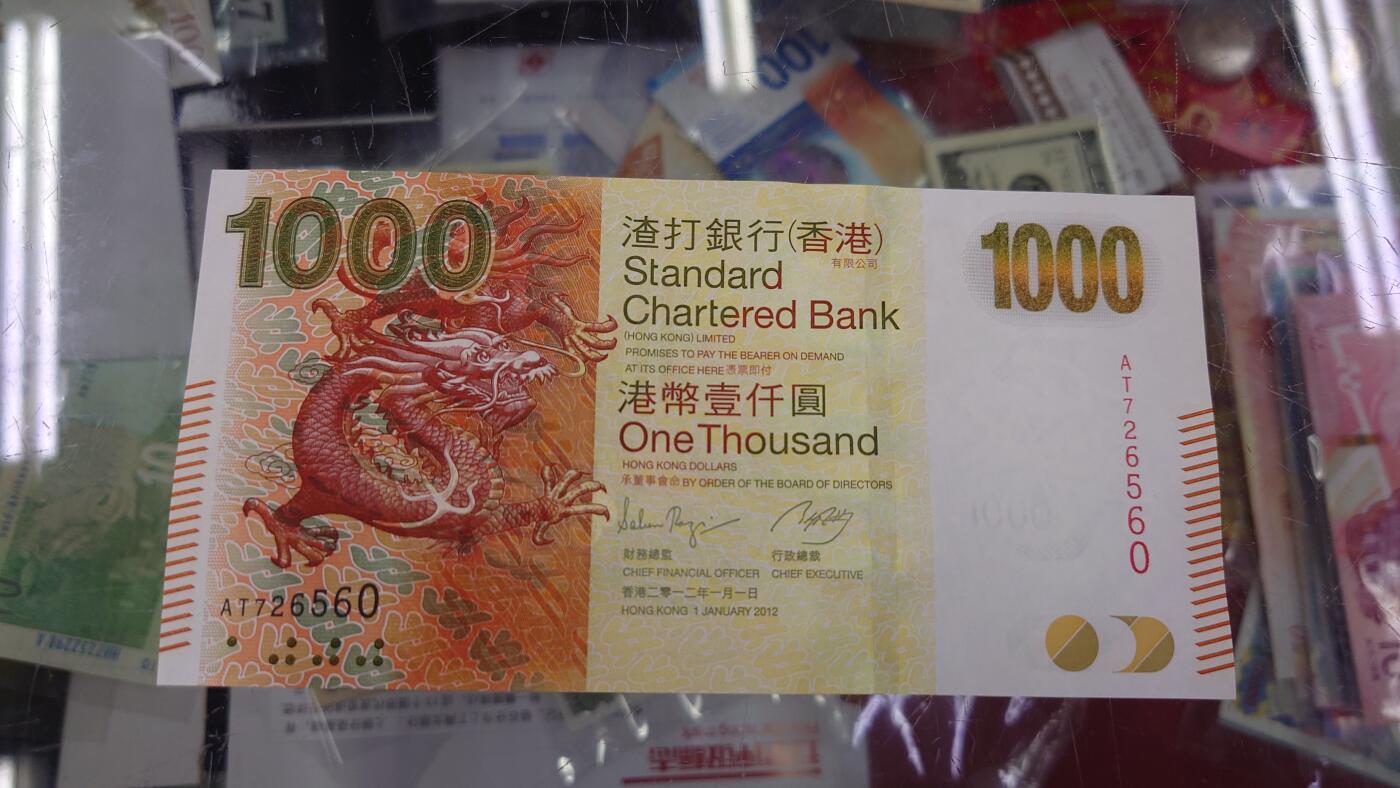 1000
渣打銀行(香港)
有限公司
Standard
Chartered Bank
(HONG KONG) LIMITED
PROMISES TO PAY THE BEARER ON DEMAND
AT ITS OFFICE HERE 憑票即付
港幣壹仟圓
One Thousand
HONG KONG DOLLARS
承董事會命 BY ORDER OF THE BOARD OF DIRECTORS
財務總監 行政總裁
CHIEF FINANCIAL OFFICER CHIEF EXECUTIVE
香港二零一二年一月一日
HONG KONG 1 JANUARY 2012
AT726560
1000
AT726560
100